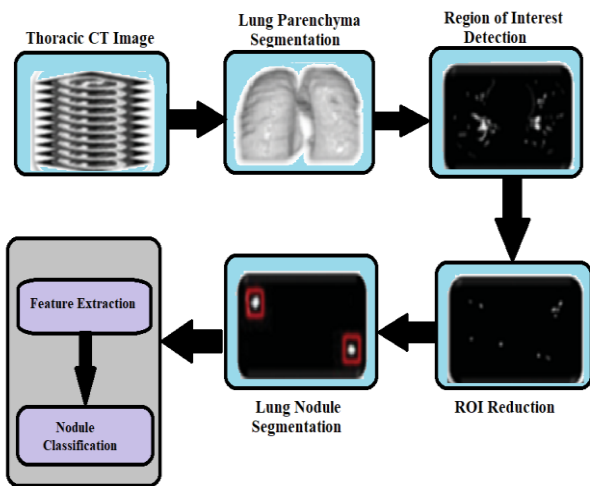 Thoracic CT Image
Lung Parenchyma
Segmentation
Region of Interest
Detection
ROI Reduction
Lung Nodule
Segmentation
Feature Extraction
Nodule
Classification